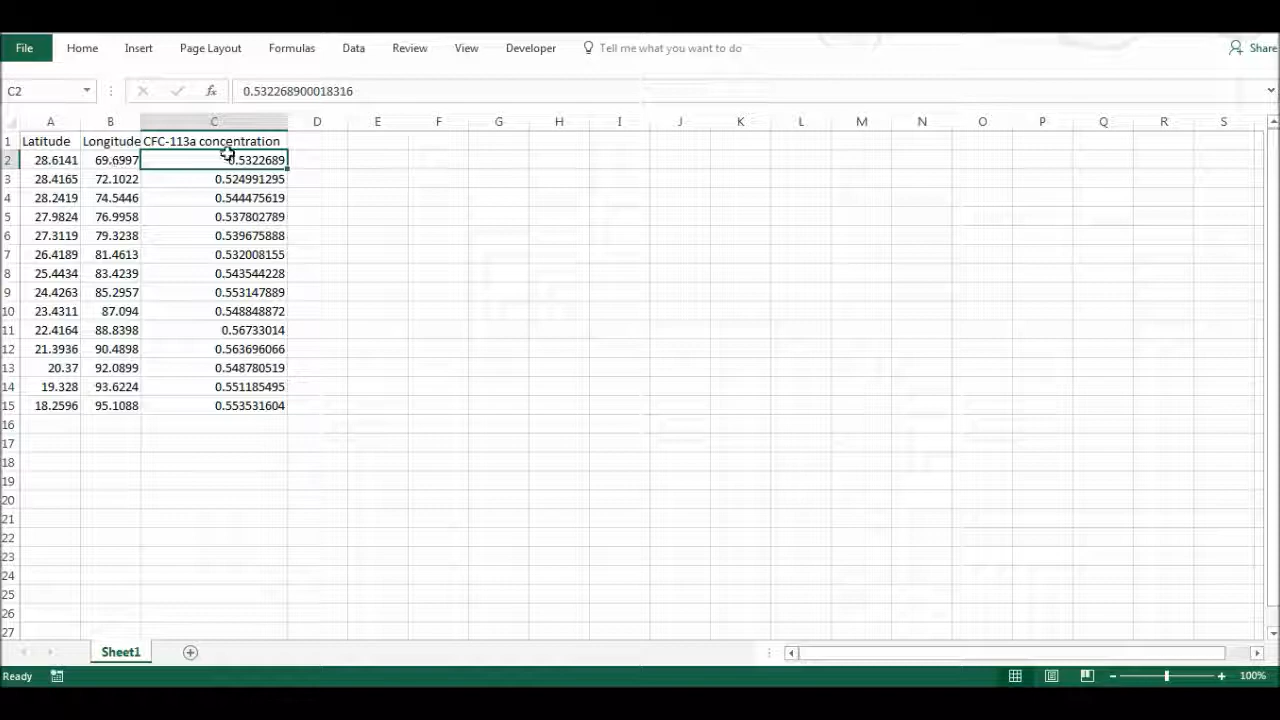 File Home Insert Page Layout Formulas Data Review View Developer Tell me what you want to do Share
C2 fx 0.532268900018316
A B C D E F G H I J K L M N O P Q R S
1 Latitude Longitude CFC-113a concentration
2 28.6141 69.6997 0.5322689
3 28.4165 72.1022 0.524991295
4 28.2419 74.5446 0.544475619
5 27.9824 76.9958 0.537802789
6 27.3119 79.3238 0.539675888
7 26.4189 81.4613 0.532008155
8 25.4434 83.4239 0.543544228
9 24.4263 85.2957 0.553147889
10 23.4311 87.094 0.548848872
11 22.4164 88.8398 0.56733014
12 21.3936 90.4898 0.563696066
13 20.37 92.0899 0.548780519
14 19.328 93.6224 0.551185495
15 18.2596 95.1088 0.553531604
16
17
18
19
20
21
22
23
24
25
26
27
Sheet1
Ready 100%